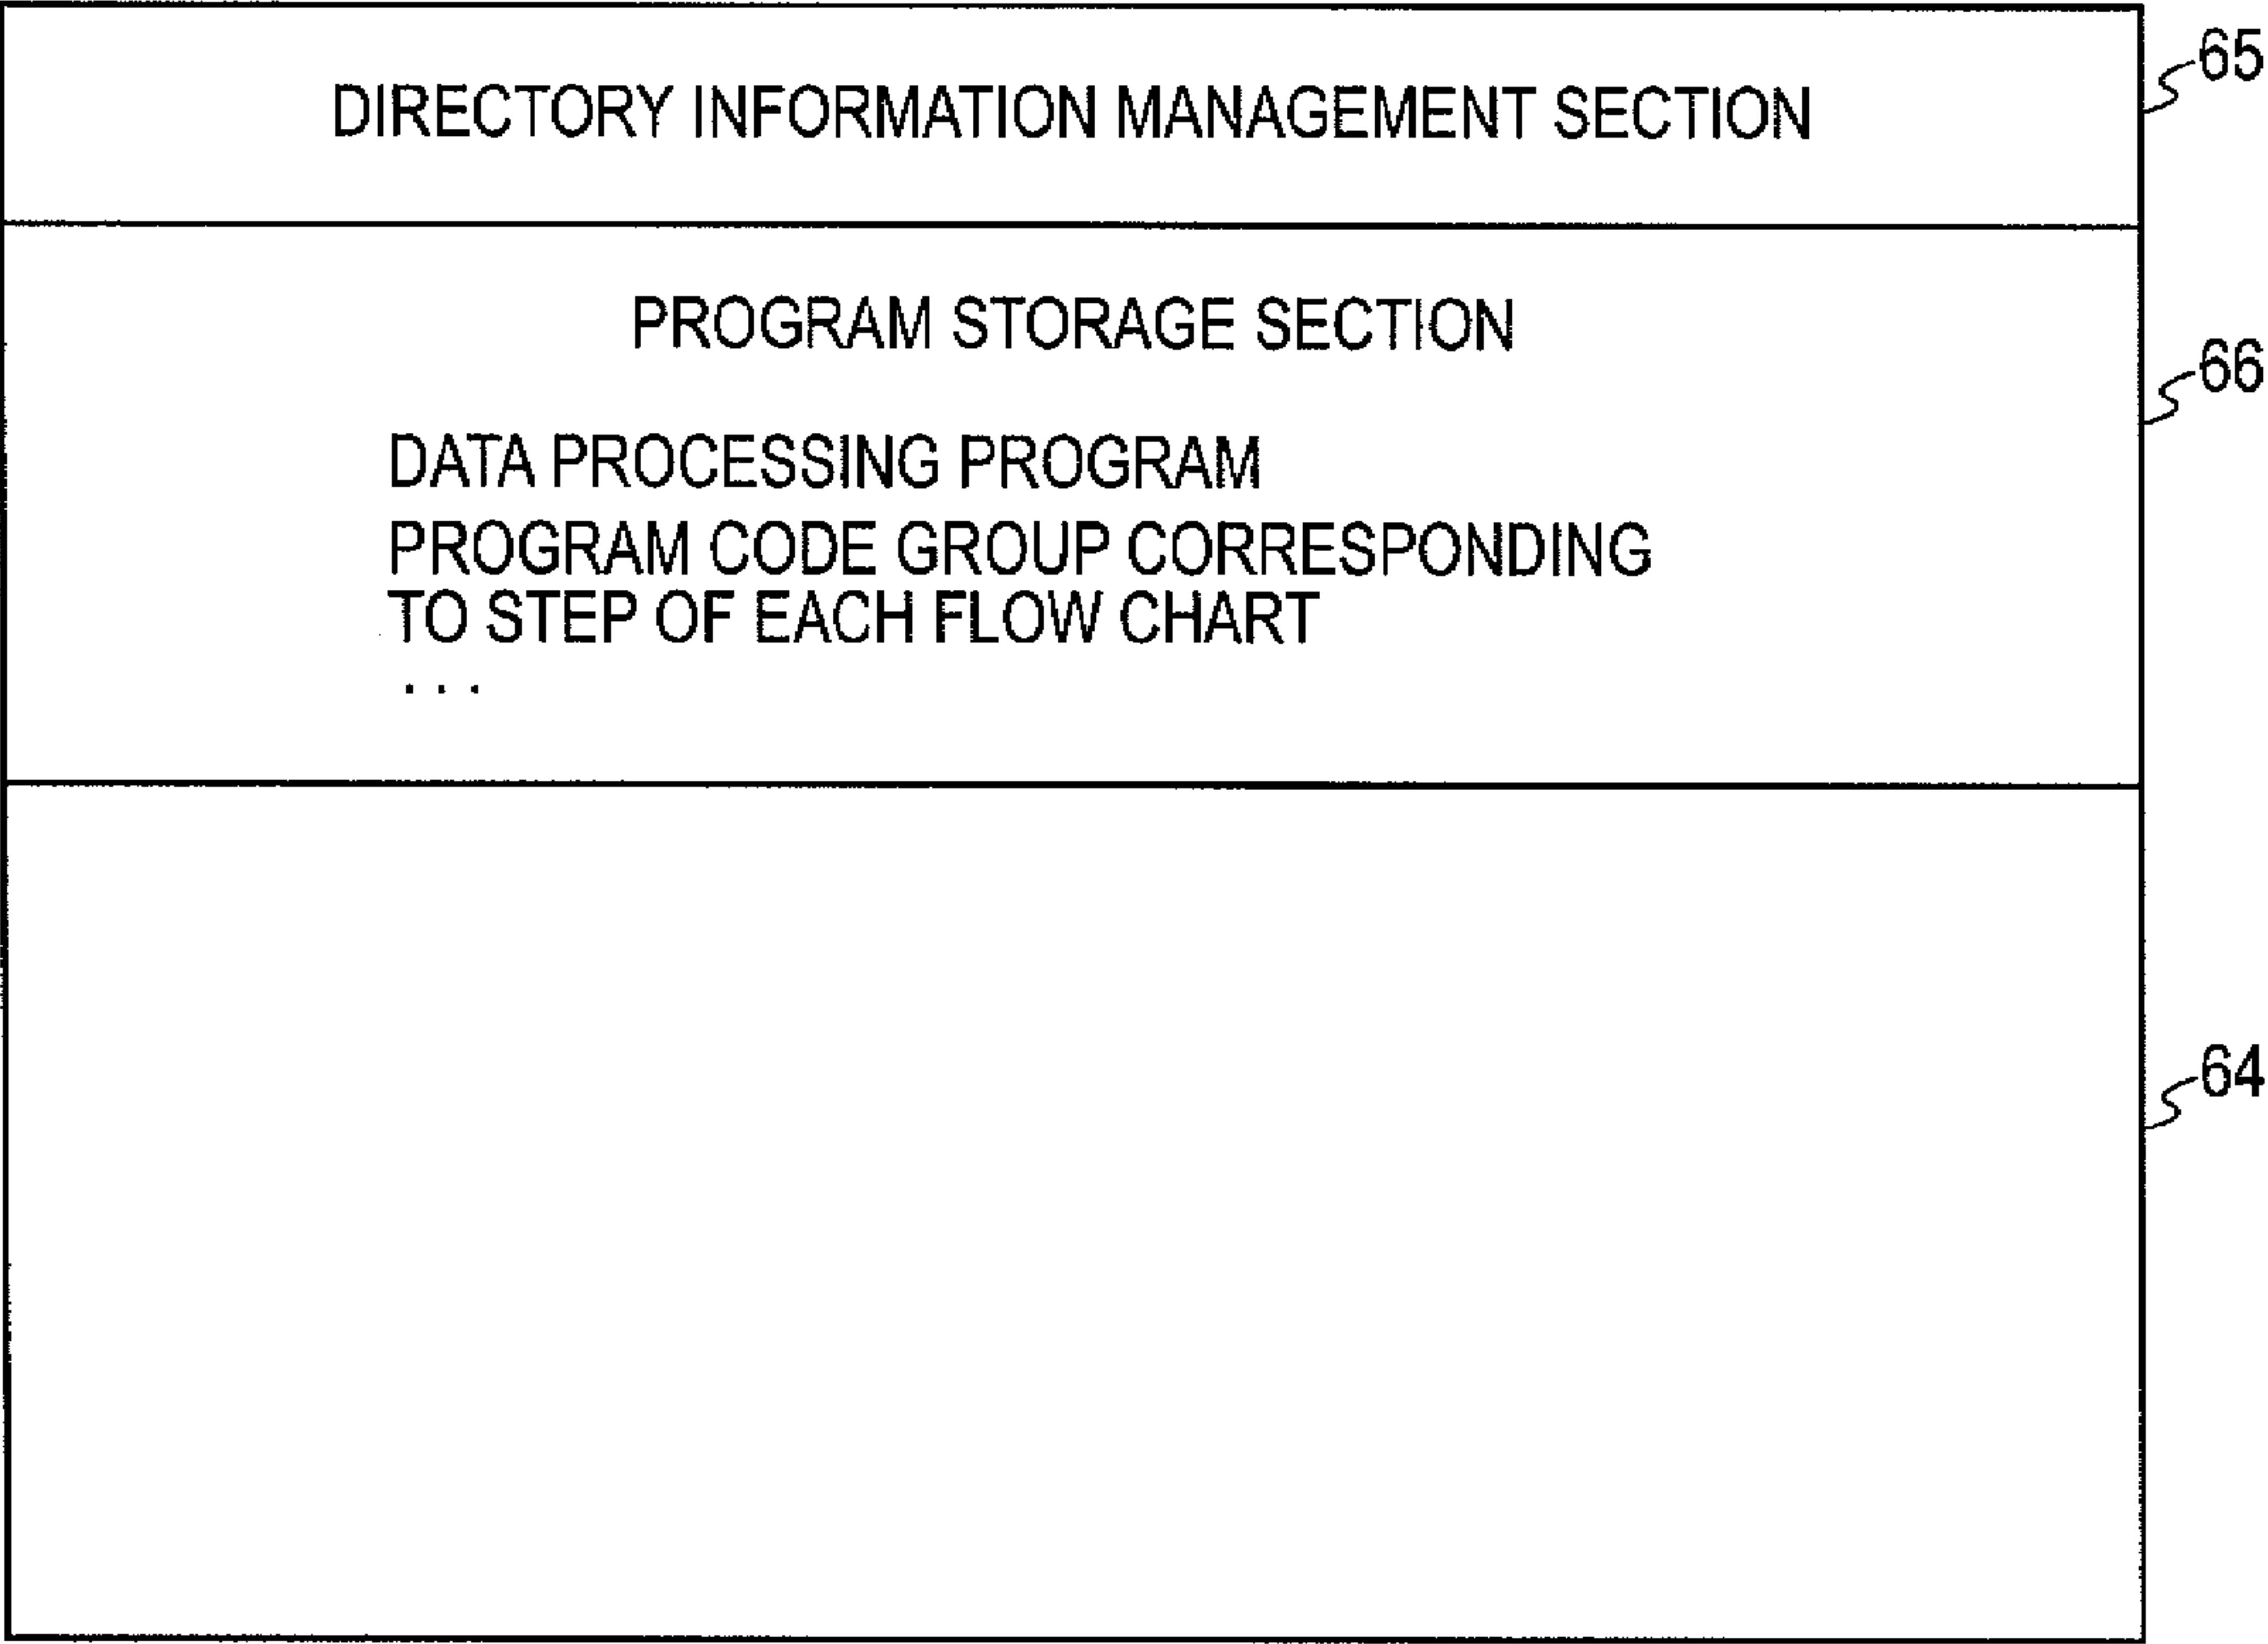 DIRECTORY INFORMATION MANAGEMENT SECTION
65
PROGRAM STORAGE SECTION
66
DATA PROCESSING PROGRAM
PROGRAM CODE GROUP CORRESPONDING
TO STEP OF EACH FLOW CHART
...
64